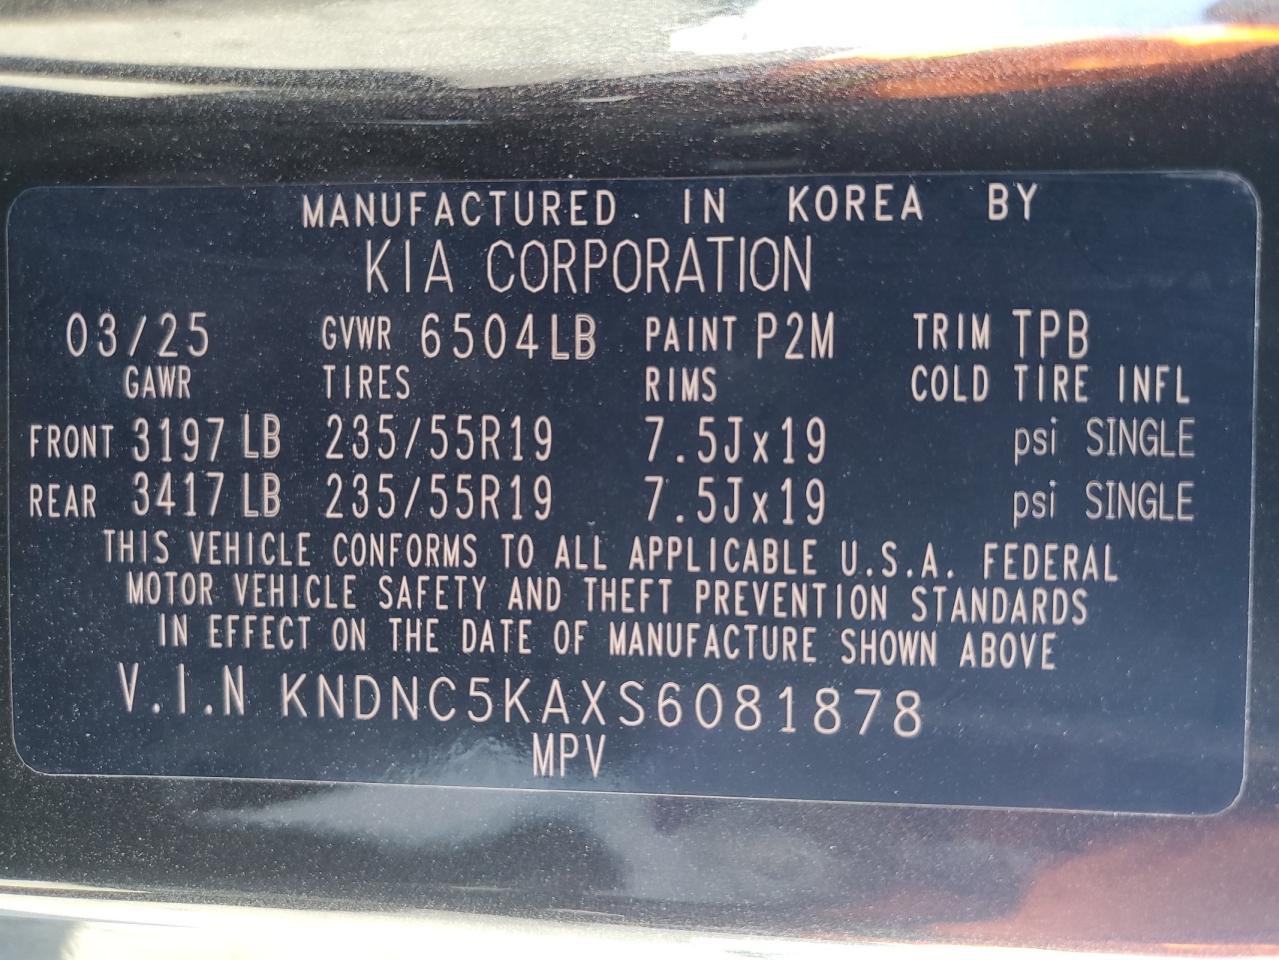 MANUFACTURED IN KOREA BY
KIA CORPORATION
03/25 GVWR 6504LB PAINT P2M TRIM TPB
GAWR TIRES RIMS COLD TIRE INFL
FRONT 3197 LB 235/55R19 7.5Jx19 psi SINGLE
REAR 3417 LB 235/55R19 7.5Jx19 psi SINGLE
THIS VEHICLE CONFORMS TO ALL APPLICABLE U.S.A. FEDERAL
MOTOR VEHICLE SAFETY AND THEFT PREVENTION STANDARDS
IN EFFECT ON THE DATE OF MANUFACTURE SHOWN ABOVE
V.I.N KNDNC5KAXS6081878
MPV